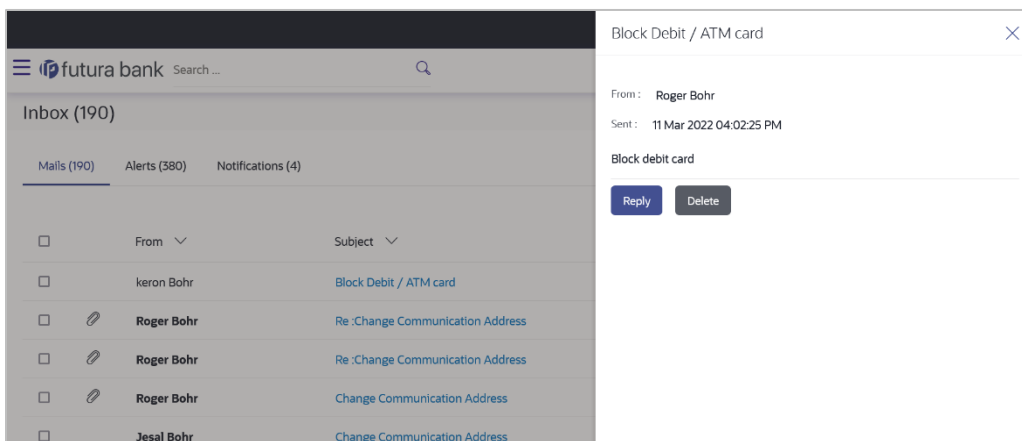 futura bank Search ...
Inbox (190)
Mails (190) Alerts (380) Notifications (4)
From Subject
keron Bohr Block Debit / ATM card
Roger Bohr Re :Change Communication Address
Roger Bohr Re :Change Communication Address
Roger Bohr Change Communication Address
Jesal Bohr Change Communication Address
Block Debit / ATM card
From : Roger Bohr
Sent : 11 Mar 2022 04:02:25 PM
Block debit card
Reply Delete